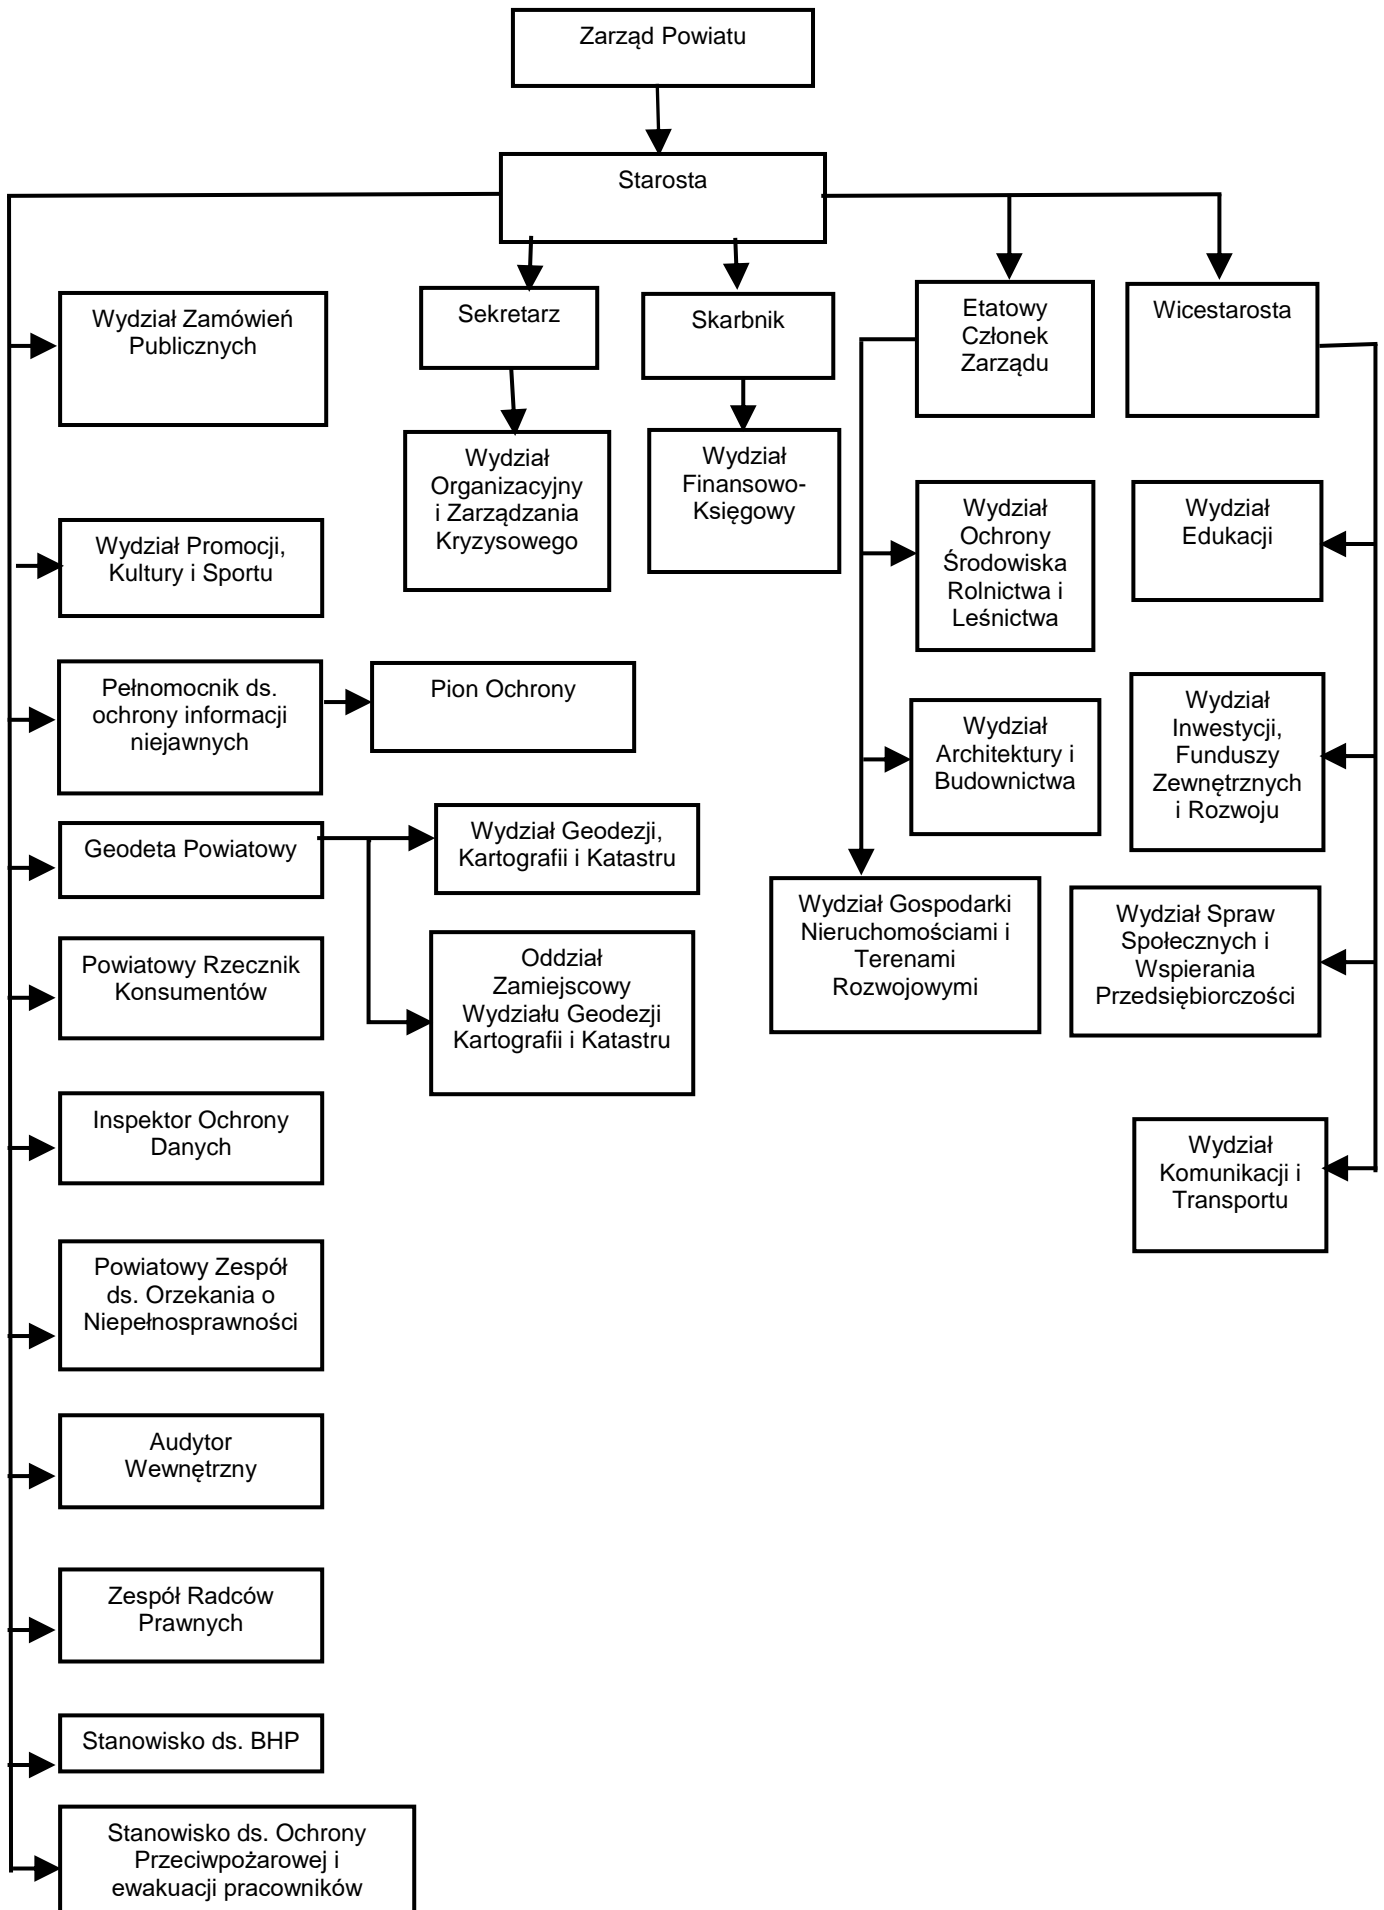 Zarząd Powiatu
Starosta
Wydział Zamówień
Publicznych
Sekretarz
Skarbnik
Etatowy
Członek
Zarządu
Wicestarosta
Wydział
Organizacyjny
i Zarządzania
Kryzysowego
Wydział
Finansowo-
Księgowy
Wydział
Ochrony
Środowiska
Rolnictwa i
Leśnictwa
Wydział
Edukacji
Wydział Promocji,
Kultury i Sportu
Pełnomocnik ds.
ochrony informacji
niejawnych
Pion Ochrony
Wydział
Architektury i
Budownictwa
Wydział
Inwestycji,
Funduszy
Zewnętrznych
i Rozwoju
Geodeta Powiatowy
Wydział Geodezji,
Kartografii i Katastru
Wydział Gospodarki
Nieruchomościami i
Terenami
Rozwojowymi
Wydział Spraw
Społecznych i
Wspierania
Przedsiębiorczości
Powiatowy Rzecznik
Konsumentów
Oddział
Zamiejscowy
Wydziału Geodezji
Kartografii i Katastru
Inspektor Ochrony
Danych
Wydział
Komunikacji i
Transportu
Powiatowy Zespół
ds. Orzekania o
Niepełnosprawności
Audytor
Wewnętrzny
Zespół Radców
Prawnych
Stanowisko ds. BHP
Stanowisko ds. Ochrony
Przeciwpożarowej i
ewakuacji pracowników